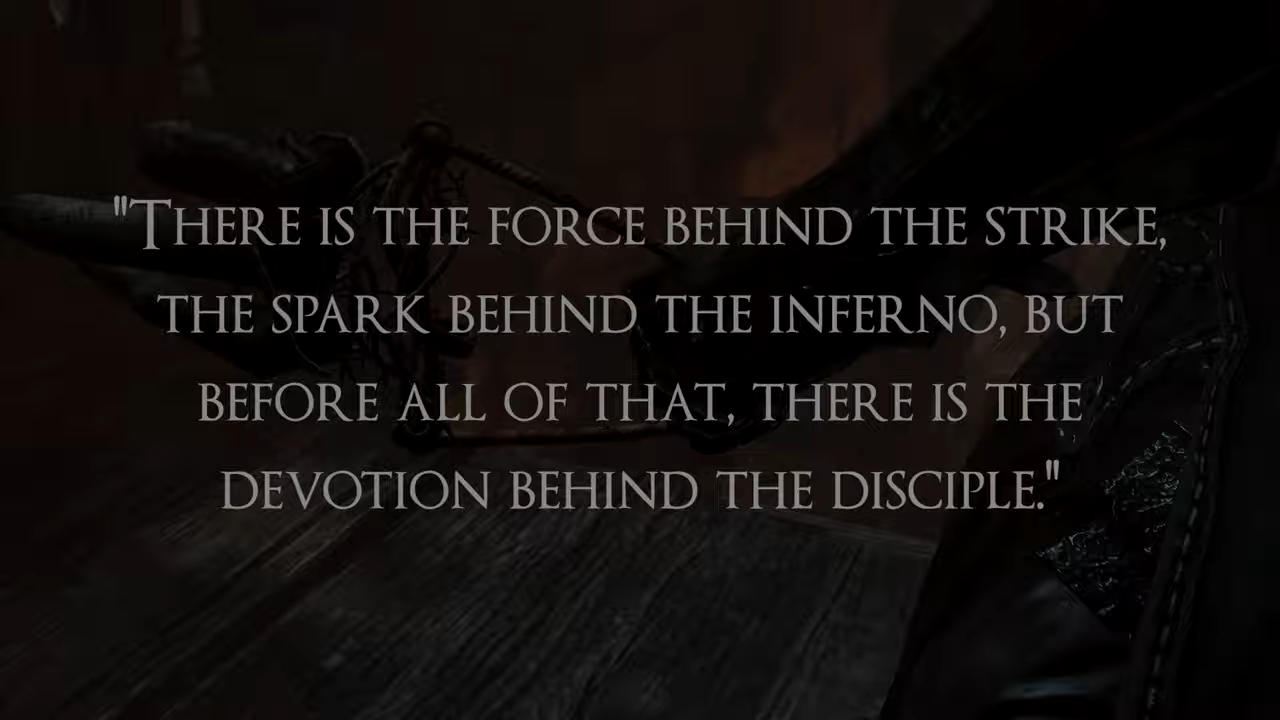 "There is the force behind the strike,
the spark behind the inferno, but
before all of that, there is the
devotion behind the disciple."